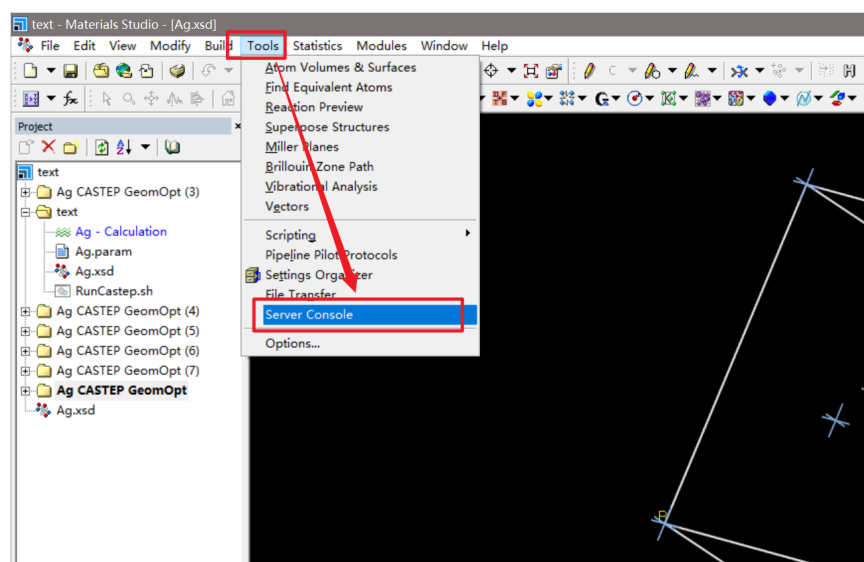 text - Materials Studio - [Ag.xsd]
File Edit View Modify Build Tools Statistics Modules Window Help
Project
text
Ag CASTEP GeomOpt (3)
text
Ag - Calculation
Ag.param
Ag.xsd
RunCastep.sh
Ag CASTEP GeomOpt (4)
Ag CASTEP GeomOpt (5)
Ag CASTEP GeomOpt (6)
Ag CASTEP GeomOpt (7)
Ag CASTEP GeomOpt
Ag.xsd
Atom Volumes & Surfaces
Find Equivalent Atoms
Reaction Preview
Superpose Structures
Miller Planes
Brillouin Zone Path
Vibrational Analysis
Vectors
Scripting
Pipeline Pilot Protocols
Settings Organizer
File Transfer
Server Console
Options...
B